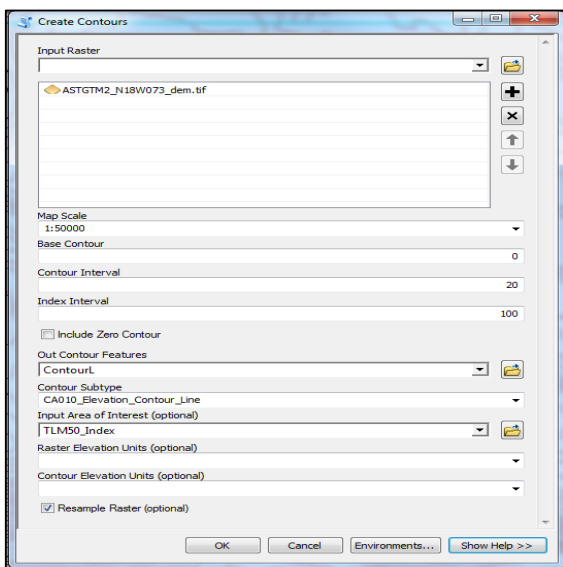 Create Contours
Input Raster
ASTGTM2_N18W073_dem.tif
Map Scale
1:50000
Base Contour
0
Contour Interval
20
Index Interval
100
Include Zero Contour
Out Contour Features
ContourL
Contour Subtype
CA010_Elevation_Contour_Line
Input Area of Interest (optional)
TLM50_Index
Raster Elevation Units (optional)
Contour Elevation Units (optional)
Resample Raster (optional)
OK Cancel Environments... Show Help >>